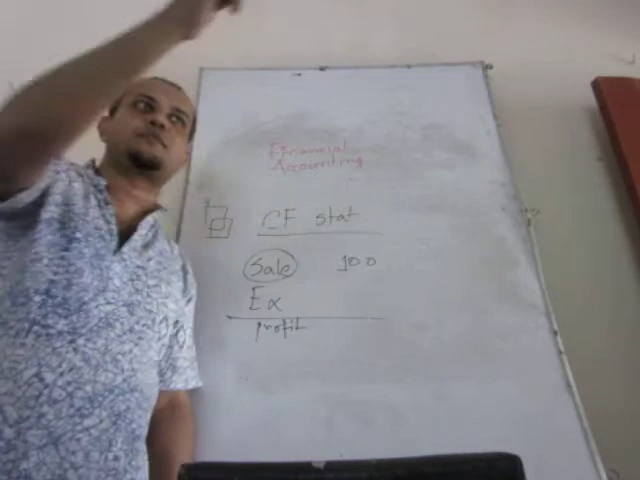 Financial
Accounting
CF stat
Sale 100
Ex
profit